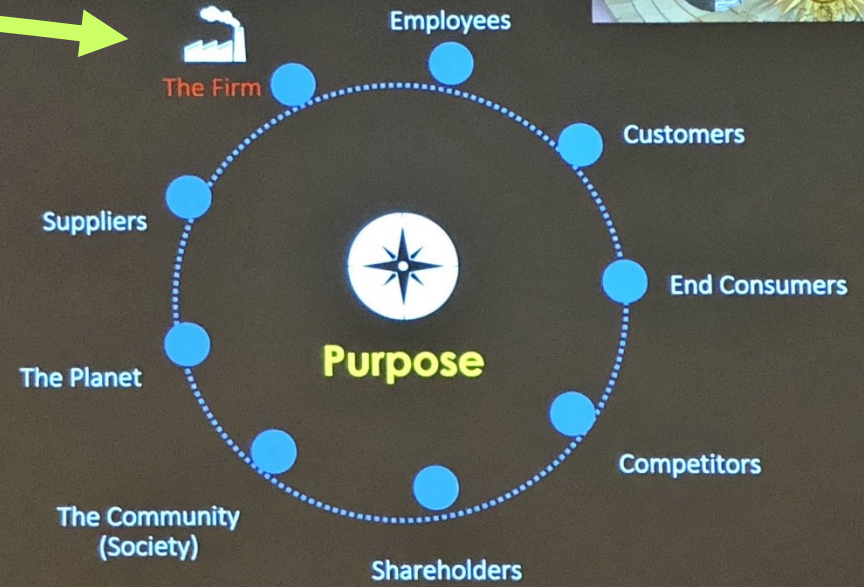 Employees
The Firm
Customers
Suppliers
End Consumers
Purpose
The Planet
Competitors
The Community
(Society)
Shareholders